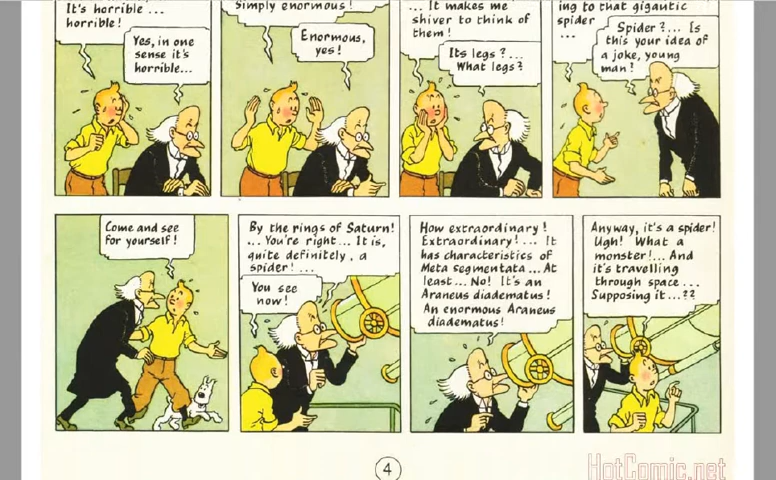 It's horrible ...
horrible!
Yes, in one
sense it's
horrible...
Simply enormous!
Enormous,
yes!
... It makes me
shiver to think of
them!
Its legs ?...
What legs?
ing to that gigantic
spider
...
Spider?... Is
this your idea of
a joke, young
man?
Come and see
for yourself!
By the rings of Saturn!
... You're right... It is,
quite definitely, a
spider!...
You see
now!
How extraordinary!
Extraordinary!... It
has characteristics of
Meta segmentata... At
least... No! It's an
Araneus diadematus!
An enormous Araneus
diadematus!
Anyway, it's a spider!
Ugh! What a
monster!... And
it's travelling
through space...
Supposing it...??
4
HotComic.net